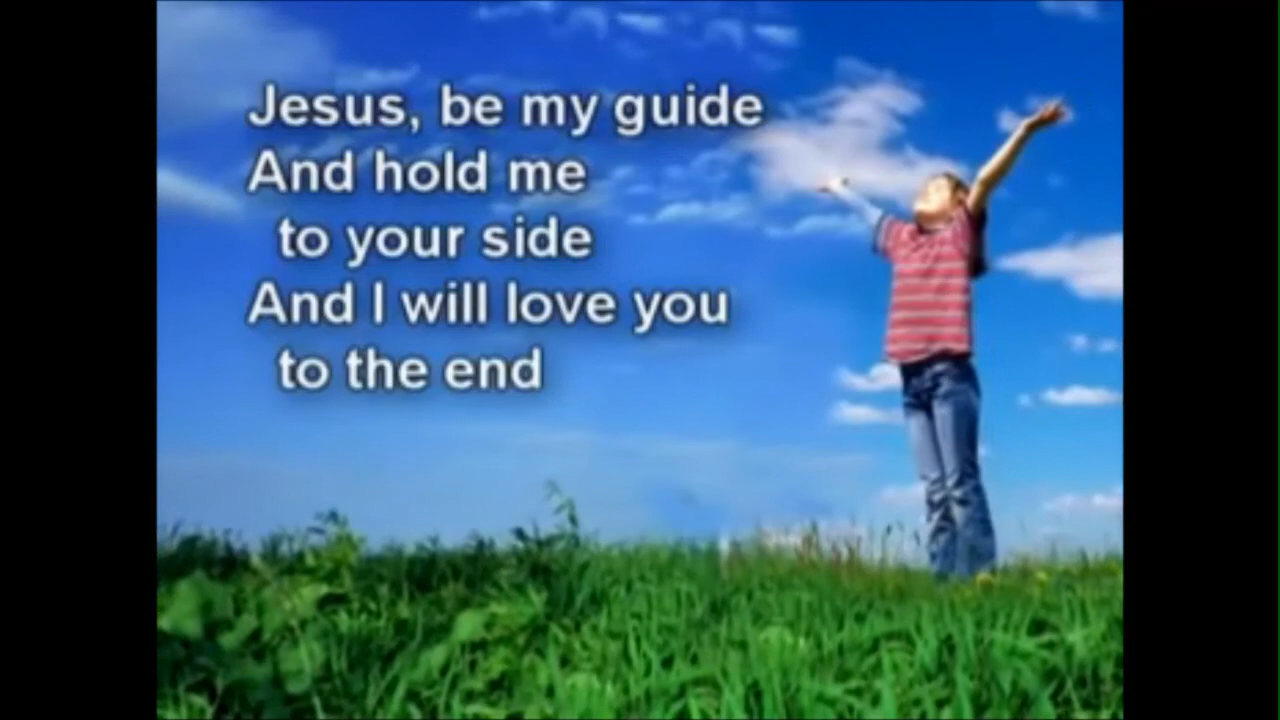 Jesus, be my guide
And hold me
to your side
And I will love you
to the end